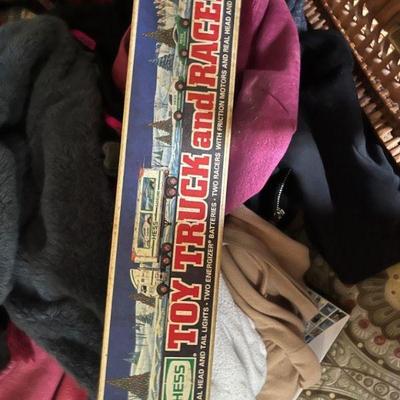 HESS
TOY TRUCK and RACE
AL HEAD AND TAIL LIGHTS • TWO ENERGIZER® BATTERIES • TWO RACERS WITH FRICTION MOTORS AND REAL HEAD AND